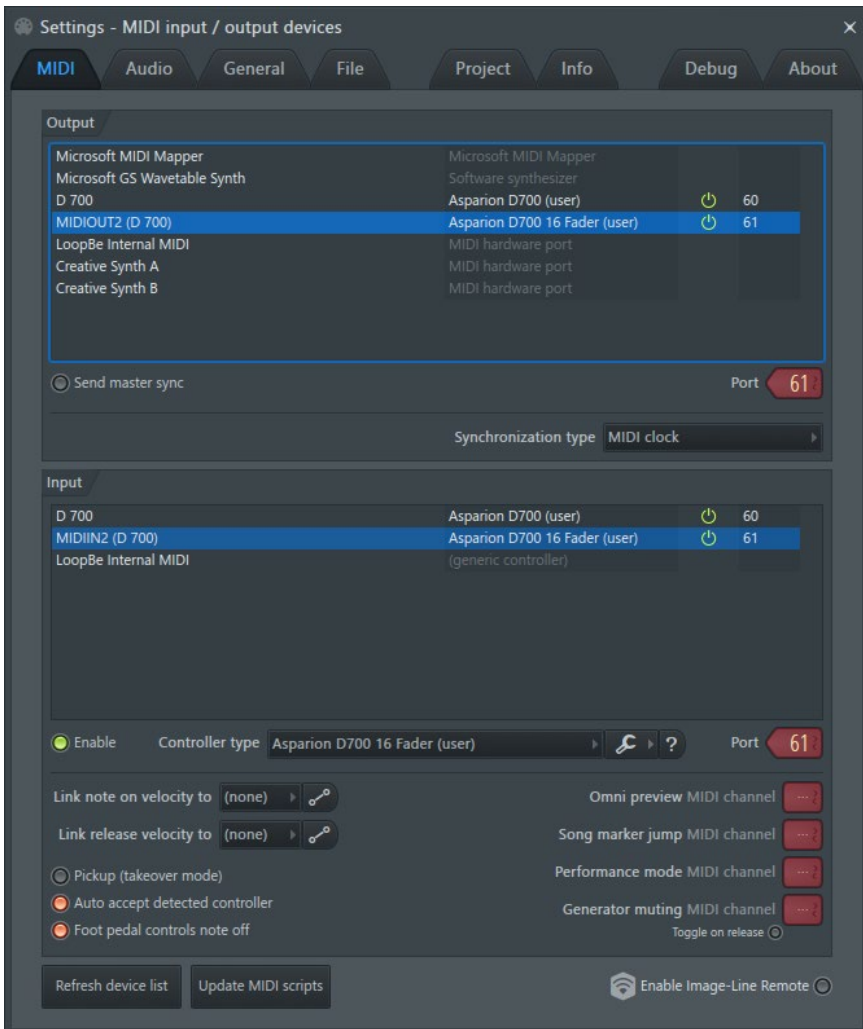 Settings - MIDI input / output devices
MIDI Audio General File Project Info Debug About
Output
Microsoft MIDI Mapper Microsoft MIDI Mapper
Microsoft GS Wavetable Synth Software synthesizer
D 700 Asparion D700 (user) 60
MIDIOUT2 (D 700) Asparion D700 16 Fader (user) 61
LoopBe Internal MIDI MIDI hardware port
Creative Synth A MIDI hardware port
Creative Synth B MIDI hardware port
Send master sync Port 61
Synchronization type MIDI clock
Input
D 700 Asparion D700 (user) 60
MIDIIN2 (D 700) Asparion D700 16 Fader (user) 61
LoopBe Internal MIDI (generic controller)
Enable Controller type Asparion D700 16 Fader (user) ? Port 61
Link note on velocity to (none) Omni preview MIDI channel ---
Link release velocity to (none) Song marker jump MIDI channel ---
Pickup (takeover mode) Performance mode MIDI channel ---
Auto accept detected controller Generator muting MIDI channel ---
Foot pedal controls note off Toggle on release
Refresh device list Update MIDI scripts Enable Image-Line Remote